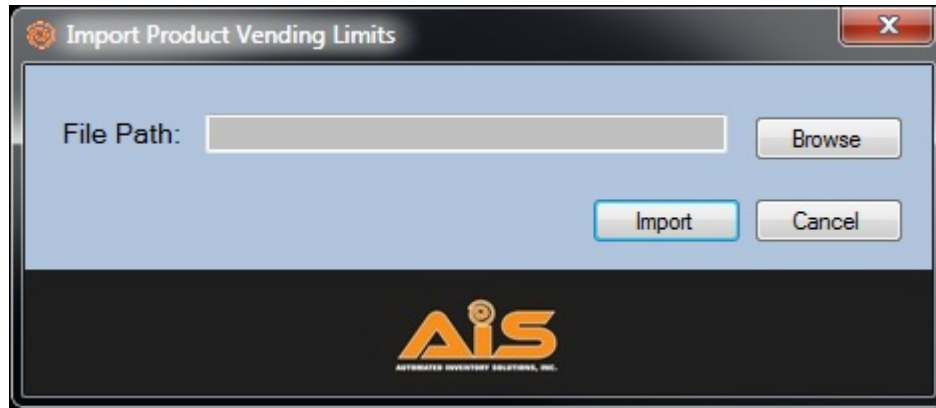 Import Product Vending Limits
File Path:
Browse
Import
Cancel
AiS
AUTOMATED INVENTORY SOLUTIONS, INC.